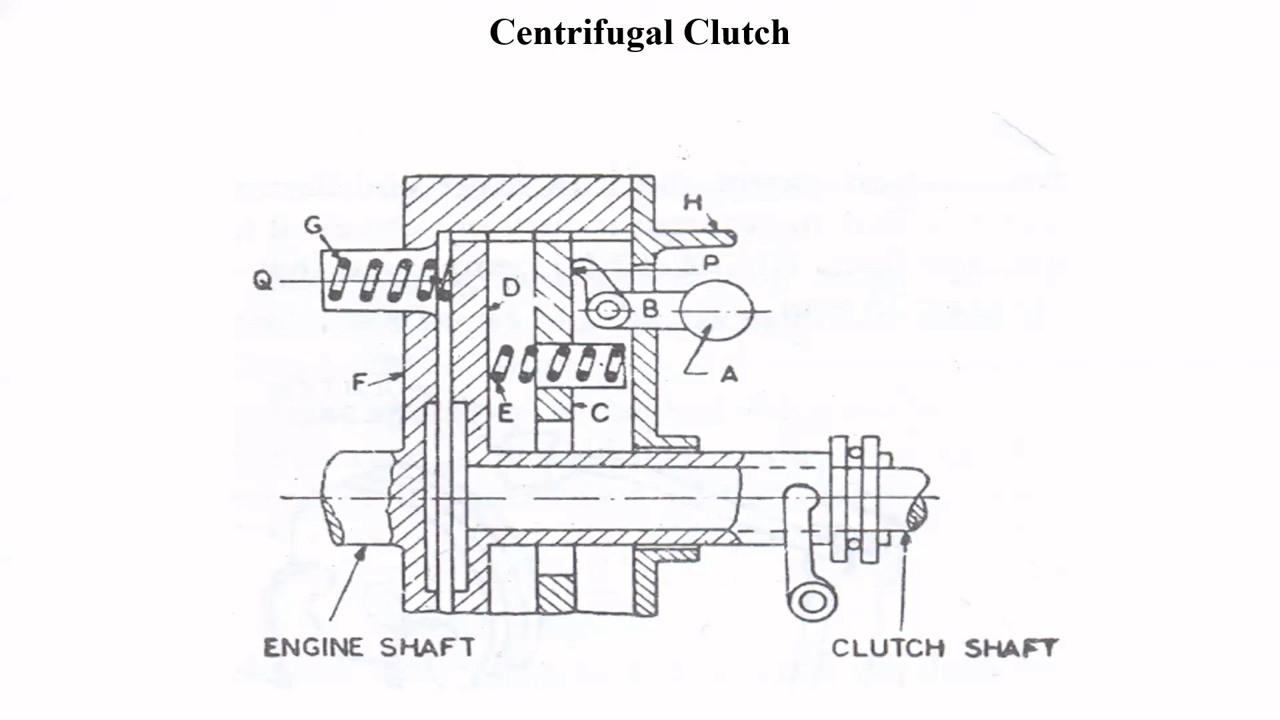 Centrifugal Clutch
H
G
P
Q
D
B
F
A
E
C
ENGINE SHAFT
CLUTCH SHAFT